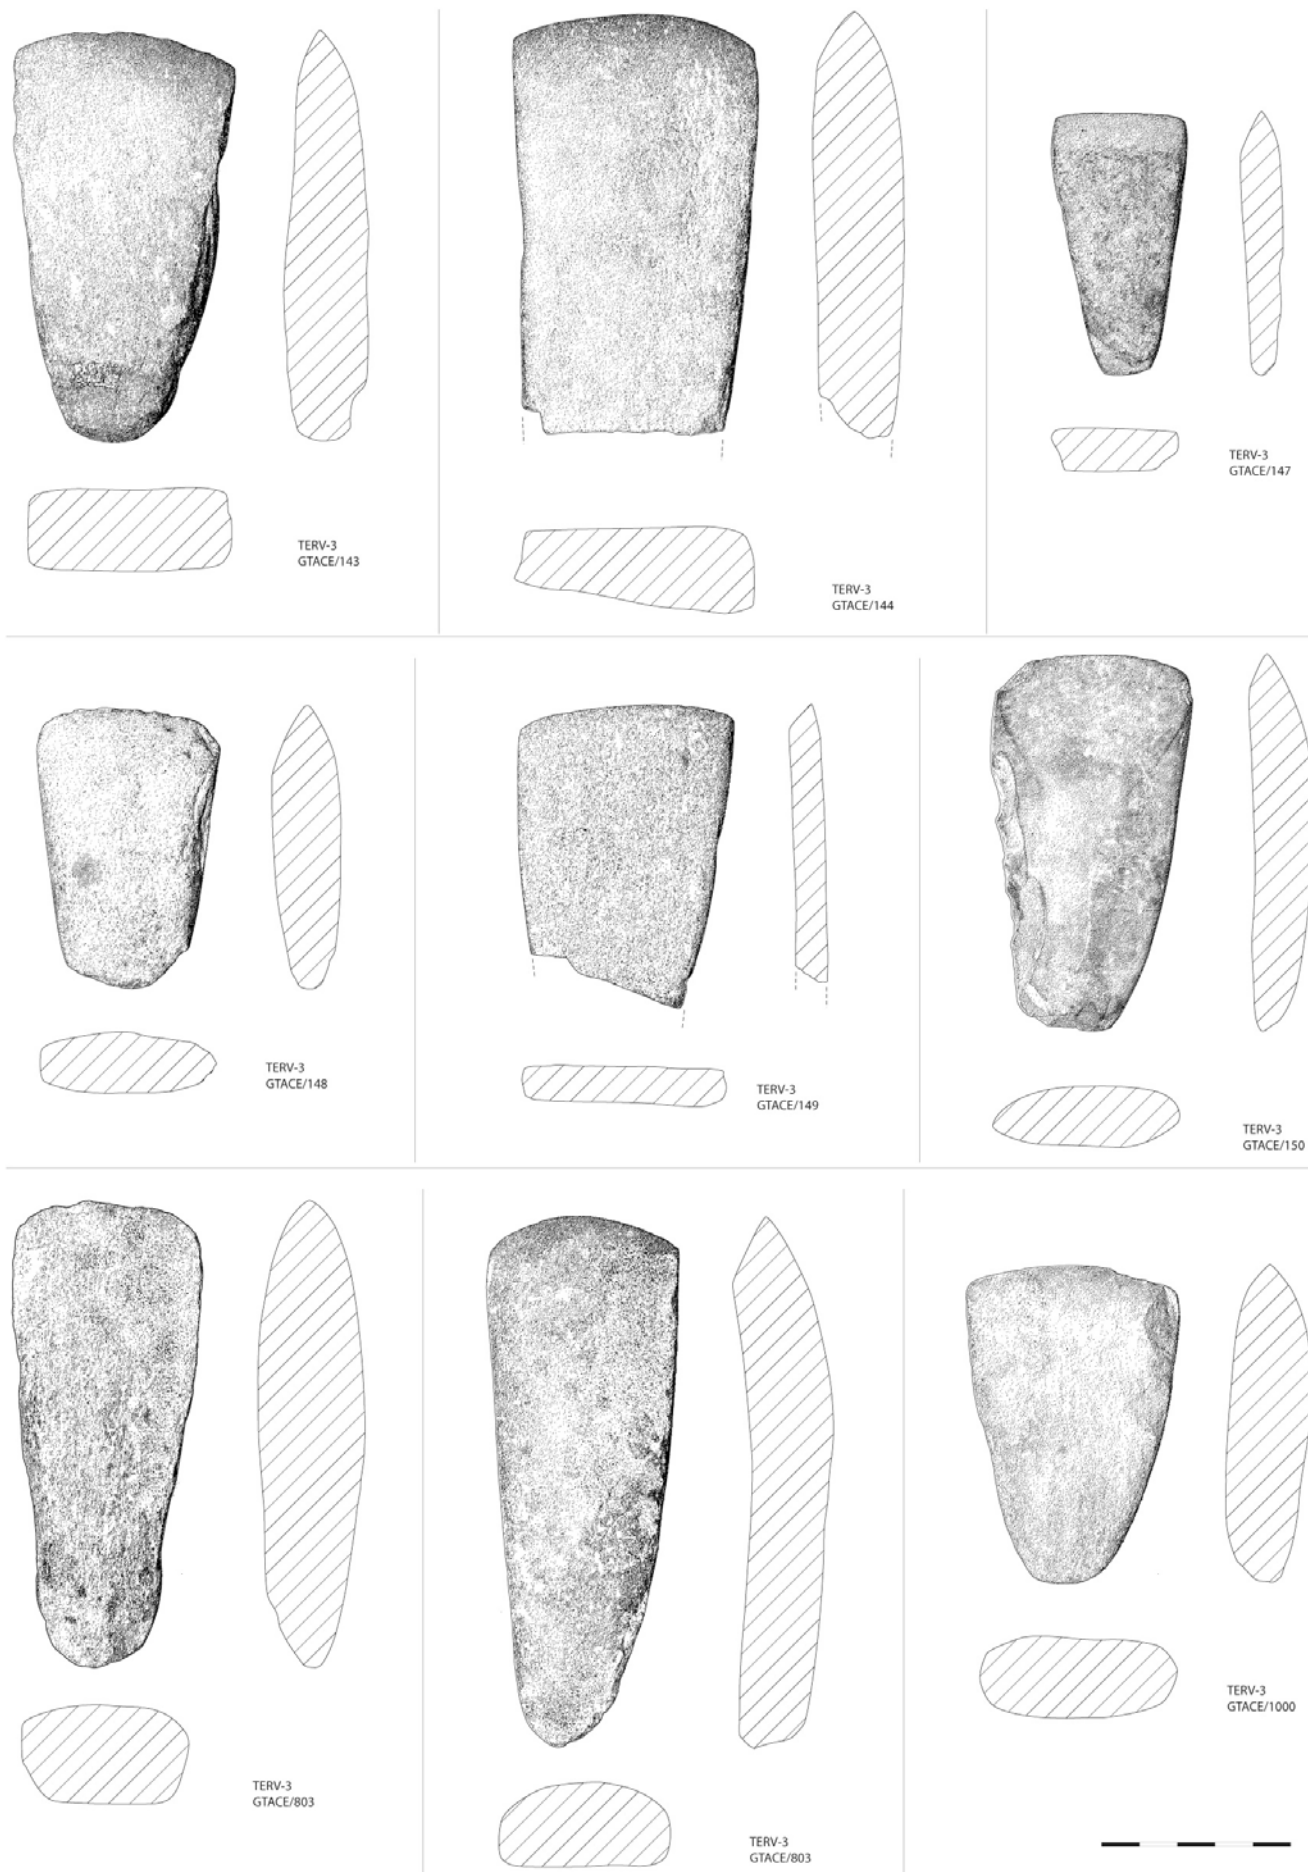 TERV-3
GTACE/143
TERV-3
GTACE/144
TERV-3
GTACE/147
TERV-3
GTACE/148
TERV-3
GTACE/149
TERV-3
GTACE/150
TERV-3
GTACE/803
TERV-3
GTACE/803
TERV-3
GTACE/1000